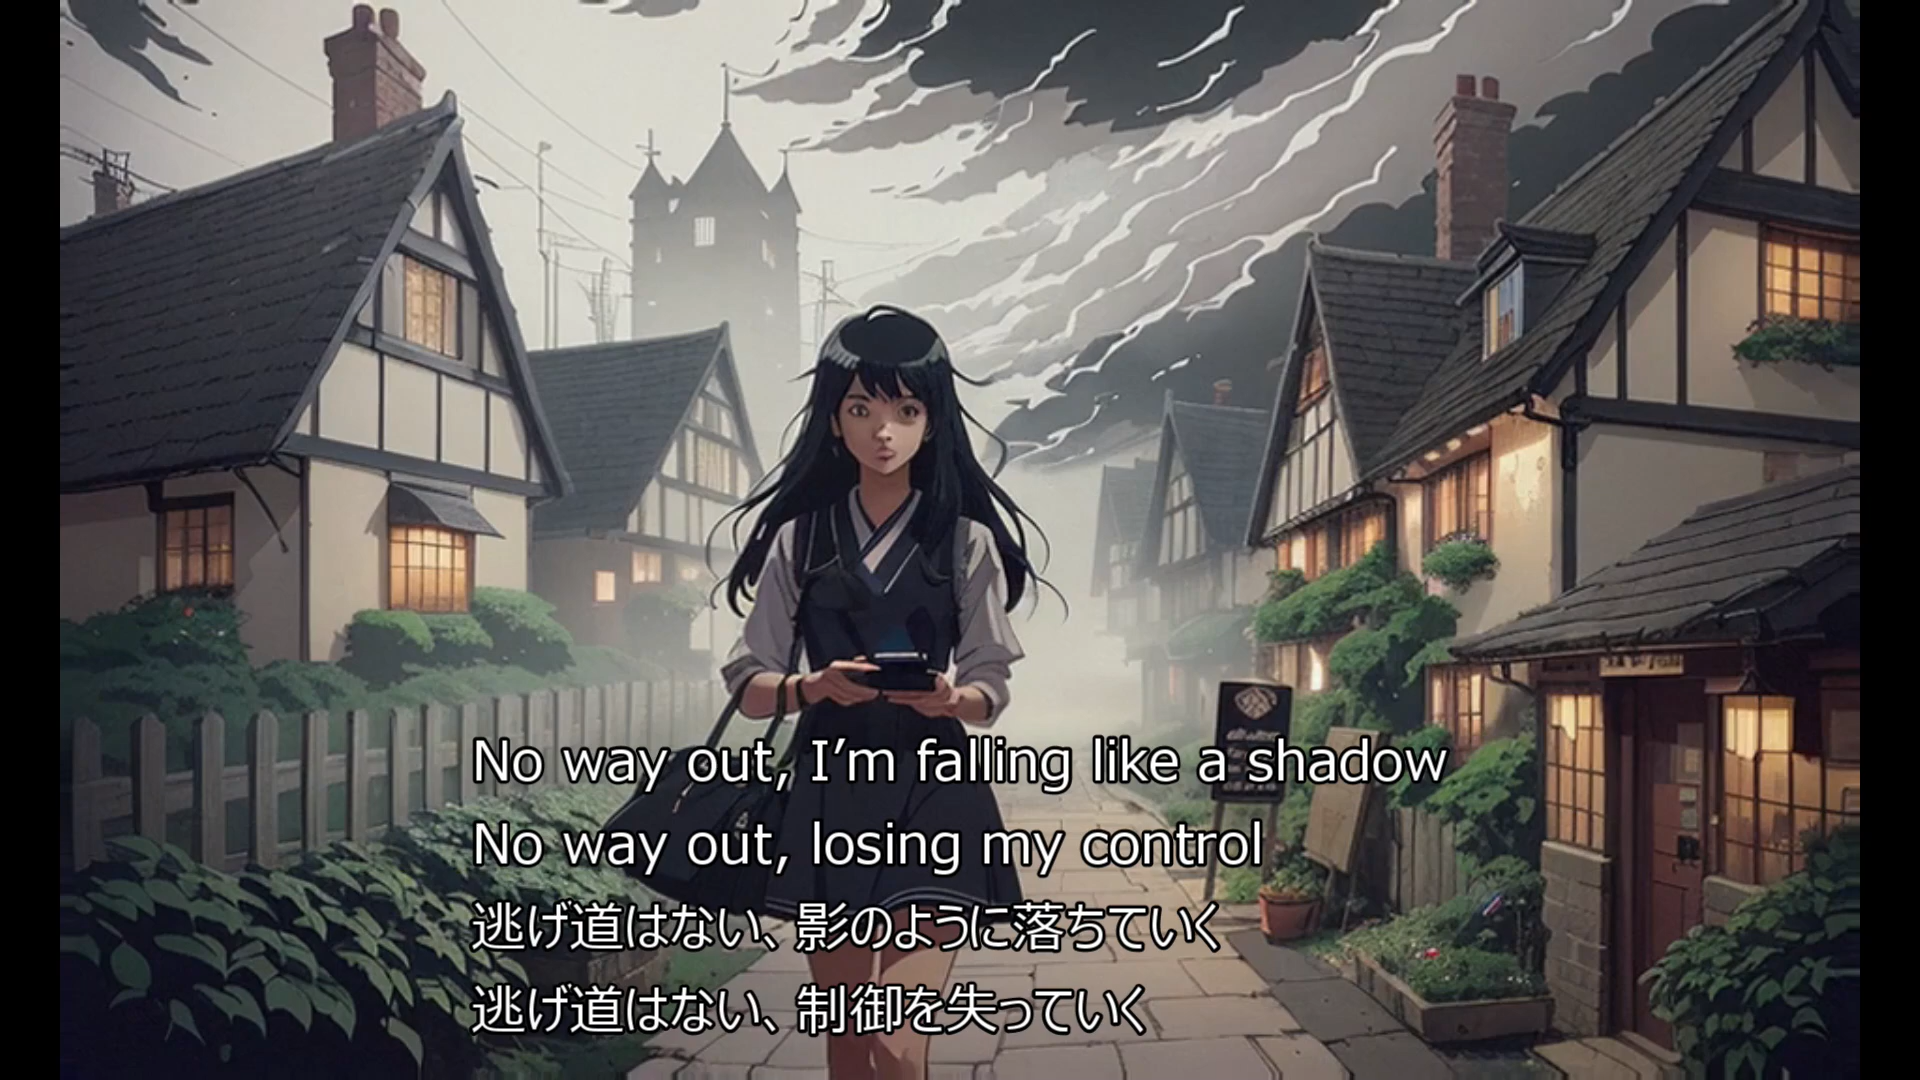 No way out, I’m falling like a shadow
No way out, losing my control
逃げ道はない、影のように落ちていく
逃げ道はない、制御を失っていく